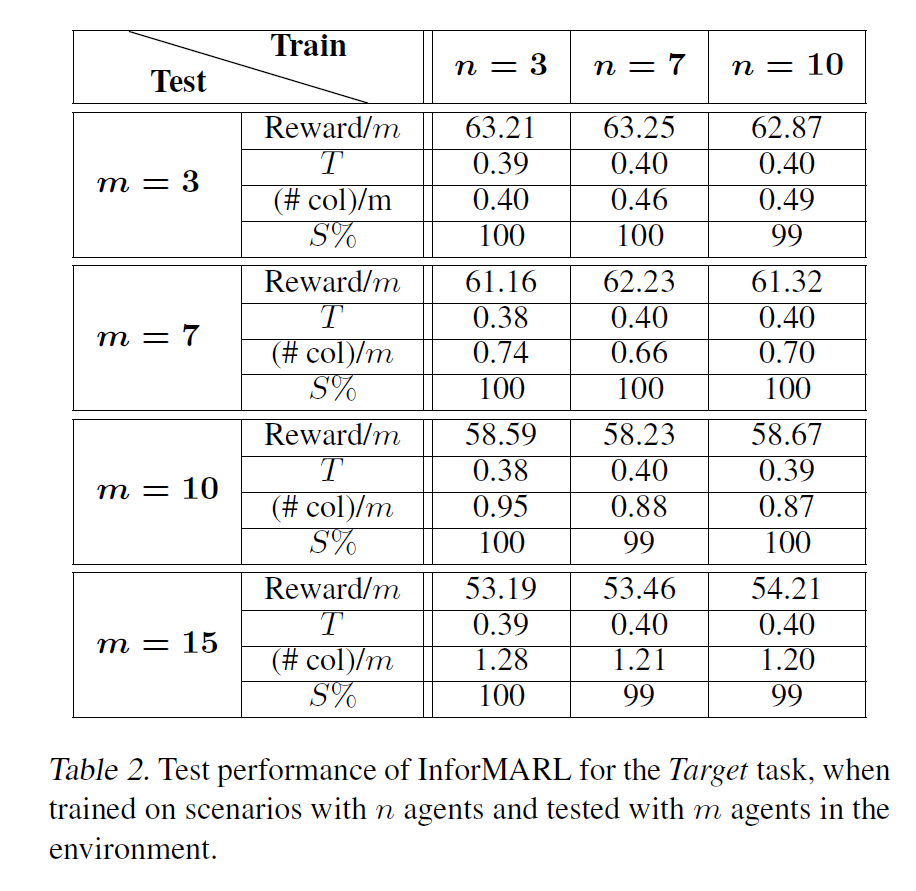 Train
Test
n = 3 n = 7 n = 10
m = 3
Reward/m 63.21 63.25 62.87
T 0.39 0.40 0.40
(# col)/m 0.40 0.46 0.49
S% 100 100 99
m = 7
Reward/m 61.16 62.23 61.32
T 0.38 0.40 0.40
(# col)/m 0.74 0.66 0.70
S% 100 100 100
m = 10
Reward/m 58.59 58.23 58.67
T 0.38 0.40 0.39
(# col)/m 0.95 0.88 0.87
S% 100 99 100
m = 15
Reward/m 53.19 53.46 54.21
T 0.39 0.40 0.40
(# col)/m 1.28 1.21 1.20
S% 100 99 99
Table 2. Test performance of InforMARL for the Target task, when
trained on scenarios with n agents and tested with m agents in the
environment.